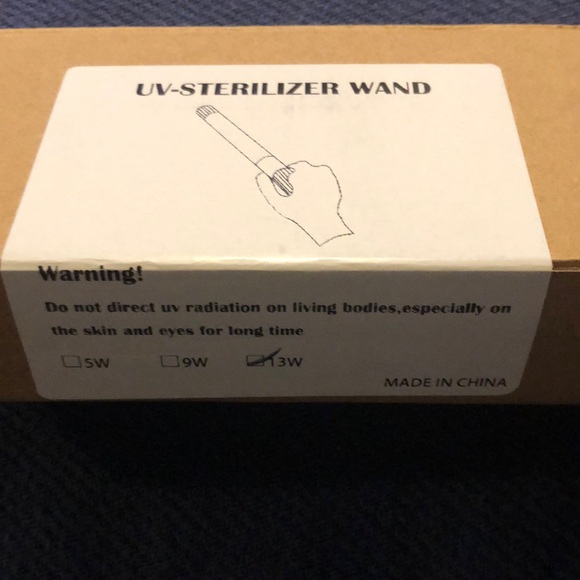 UV-STERILIZER WAND
Warning!
Do not direct uv radiation on living bodies,especially on
the skin and eyes for long time
5W 9W 13W
MADE IN CHINA